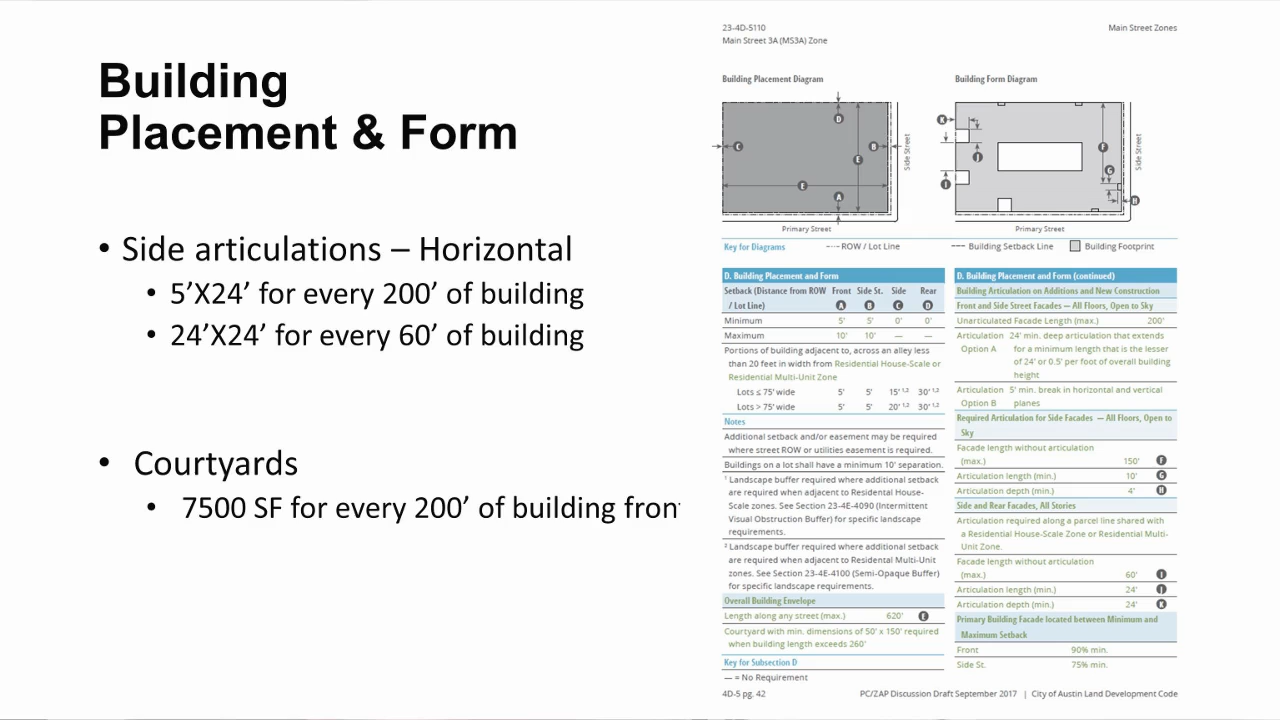 Building
Placement & Form
• Side articulations – Horizontal
• 5’X24’ for every 200’ of building
• 24’X24’ for every 60’ of building
• Courtyards
• 7500 SF for every 200’ of building front
23-4D-5110
Main Street Zones
Main Street 3A (MS3A) Zone
Building Placement Diagram
Building Form Diagram
D
C
B
E
E
A
Side Street
Primary Street
K
J
I
F
G
H
Side Street
Primary Street
Key for Diagrams
ROW / Lot Line
Building Setback Line
Building Footprint
D. Building Placement and Form
Setback (Distance from ROW Front Side St. Side Rear
/ Lot Line) A B C D
Minimum 5' 5' 0' 0'
Maximum 10' 10' — —
Portions of building adjacent to, across an alley less
than 20 feet in width from Residential House-Scale or
Residential Multi-Unit Zone
Lots ≤ 75' wide 5' 5' 15' 1,2 30' 1,2
Lots > 75' wide 5' 5' 20' 1,2 30' 1,2
Notes
Additional setback and/or easement may be required
where street ROW or utilities easement is required.
Buildings on a lot shall have a minimum 10' separation.
1 Landscape buffer required where additional setback
are required when adjacent to Residential House-
Scale zones. See Section 23-4E-4090 (Intermittent
Visual Obstruction Buffer) for specific landscape
requirements.
2 Landscape buffer required where additional setback
are required when adjacent to Residental Multi-Unit
zones. See Section 23-4E-4100 (Semi-Opaque Buffer)
for specific landscape requirements.
Overall Building Envelope
Length along any street (max.) 620' E
Courtyard with min. dimensions of 50' x 150' required
when building length exceeds 260'
Key for Subsection D
— = No Requirement
D. Building Placement and Form (continued)
Building Articulation on Additions and New Construction
Front and Side Street Facades — All Floors, Open to Sky
Unarticulated Facade Length (max.) 200'
Articulation 24' min. deep articulation that extends
Option A for a minimum length that is the lesser
of 24' or 0.5' per foot of overall building
height
Articulation 5' min. break in horizontal and vertical
Option B planes
Required Articulation for Side Facades — All Floors, Open to
Sky
Facade length without articulation
(max.) 150' F
Articulation length (min.) 10' G
Articulation depth (min.) 4' H
Side and Rear Facades, All Stories
Articulation required along a parcel line shared with
a Residential House-Scale Zone or Residential Multi-
Unit Zone.
Facade length without articulation
(max.) 60' I
Articulation length (min.) 24' J
Articulation depth (min.) 24' K
Primary Building Facade located between Minimum and
Maximum Setback
Front 90% min.
Side St. 75% min.
4D-5 pg. 42
PC/ZAP Discussion Draft September 2017 | City of Austin Land Development Code